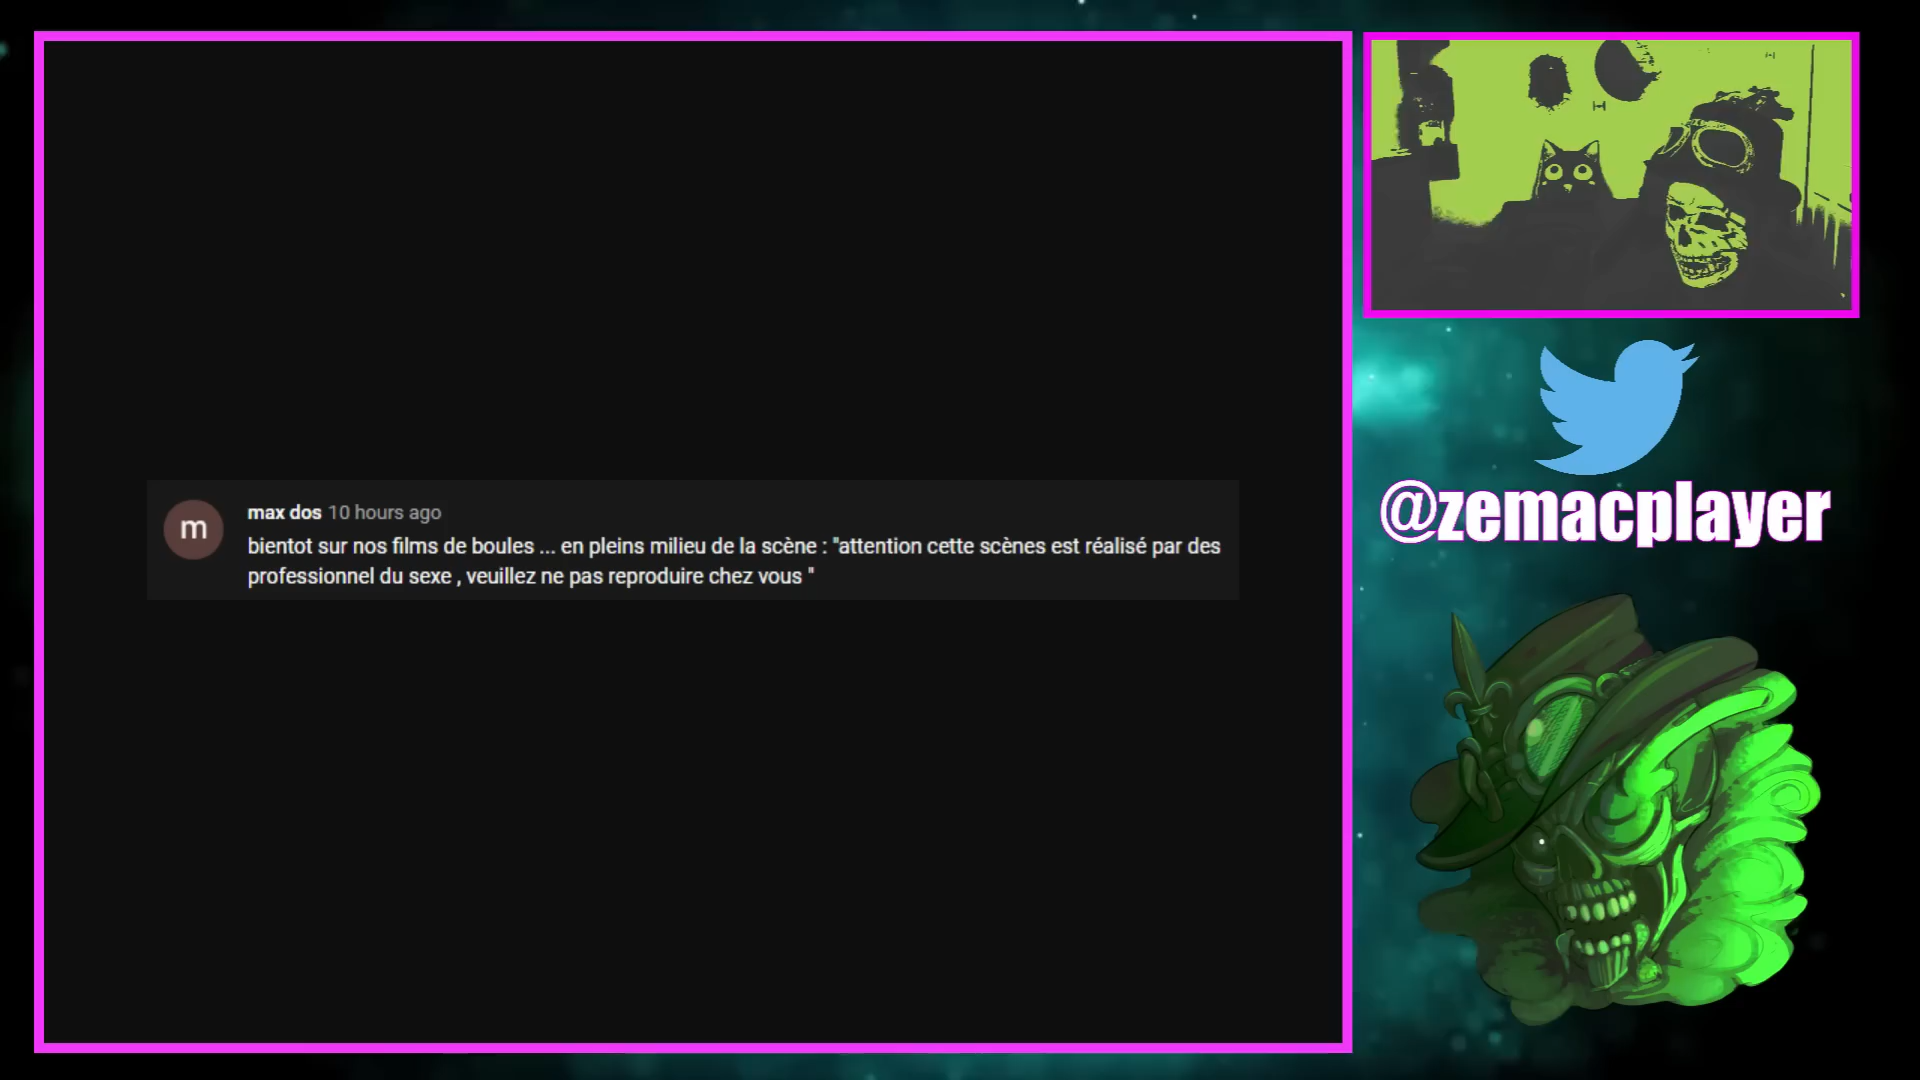 m
max dos 10 hours ago
bientot sur nos films de boules ... en pleins milieu de la scène : "attention cette scènes est réalisé par des
professionnel du sexe , veuillez ne pas reproduire chez vous "
@zemacplayer